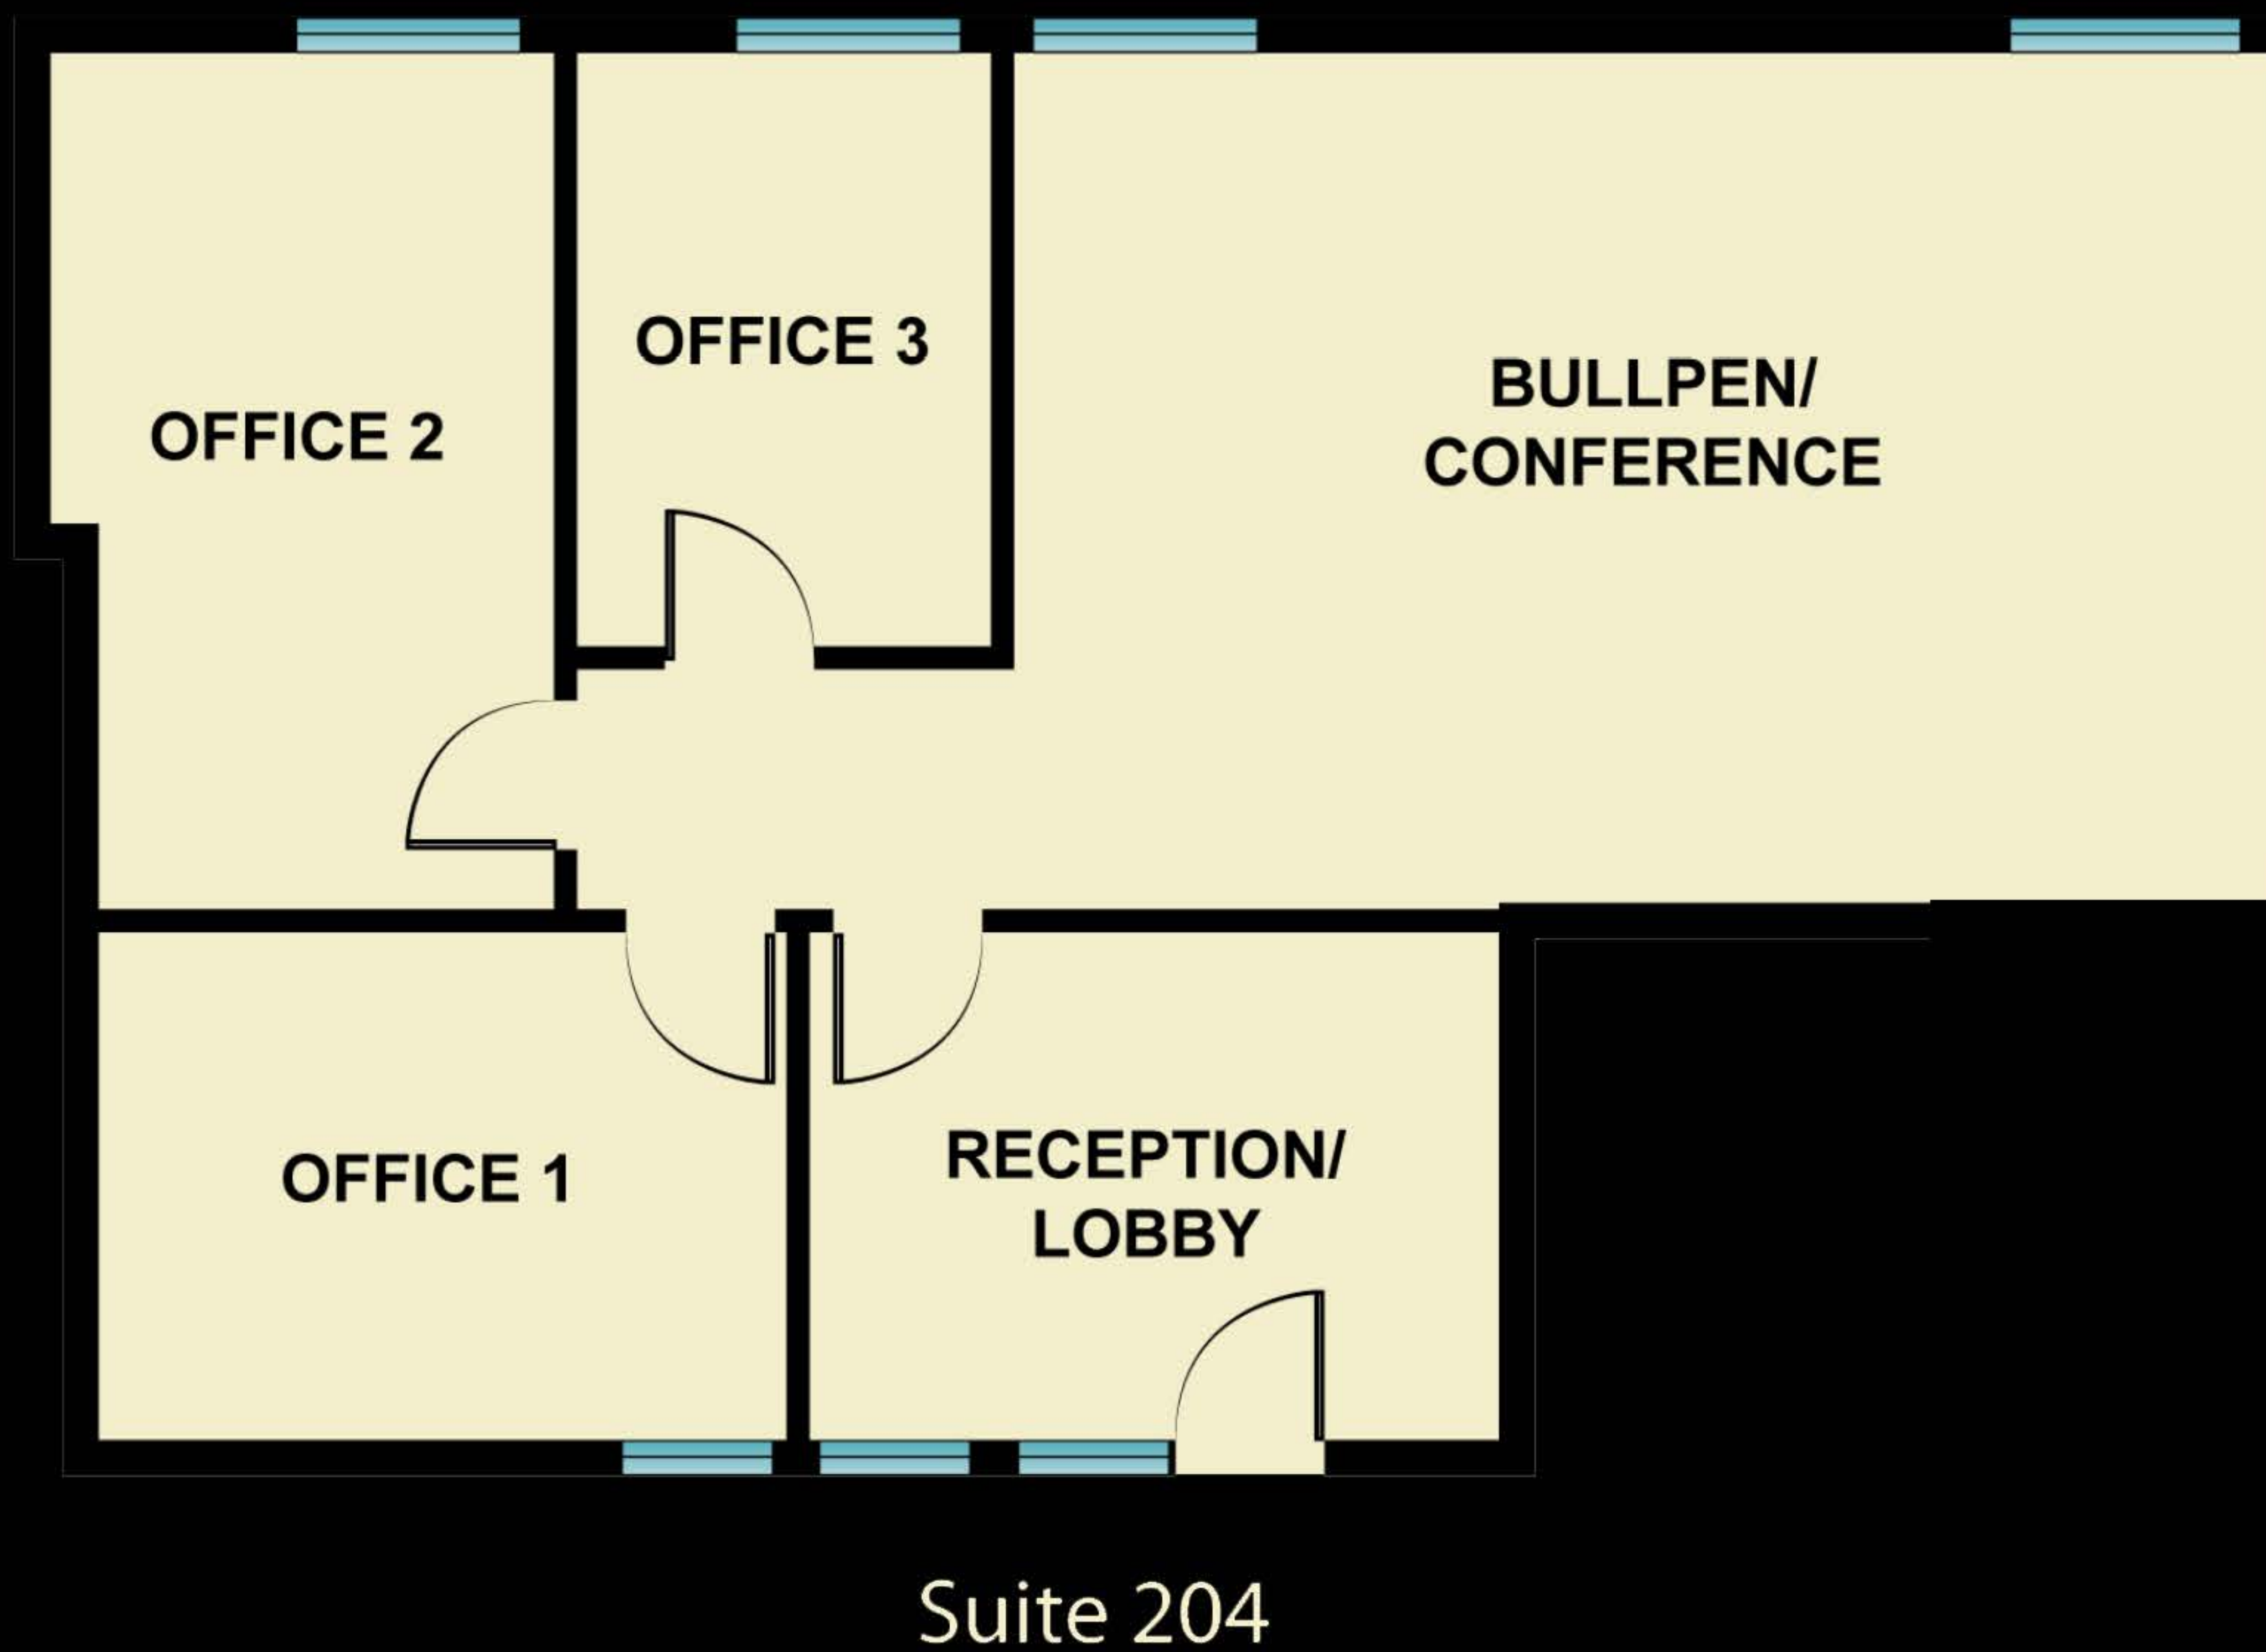 OFFICE 3
BULLPEN/
CONFERENCE
OFFICE 2
RECEPTION/
LOBBY
OFFICE 1
Suite 204